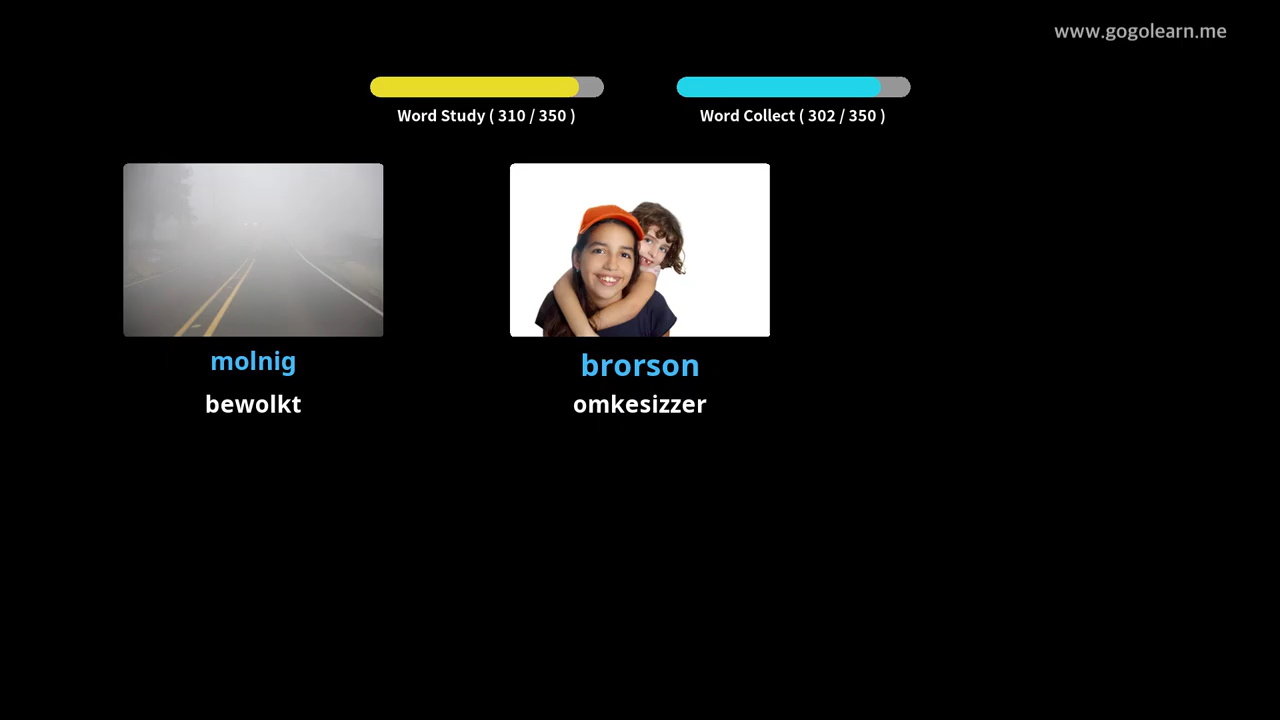 www.gogolearn.me
Word Study ( 310 / 350 )
Word Collect ( 302 / 350 )
molnig
bewolkt
brorson
omkesizzer